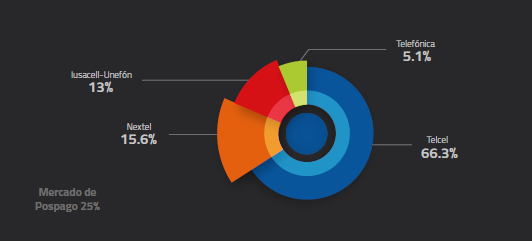 Telefónica
5.1%
Iusacell-Unefón
13%
Nextel
15.6%
Telcel
66.3%
Mercado de
Pospago 25%